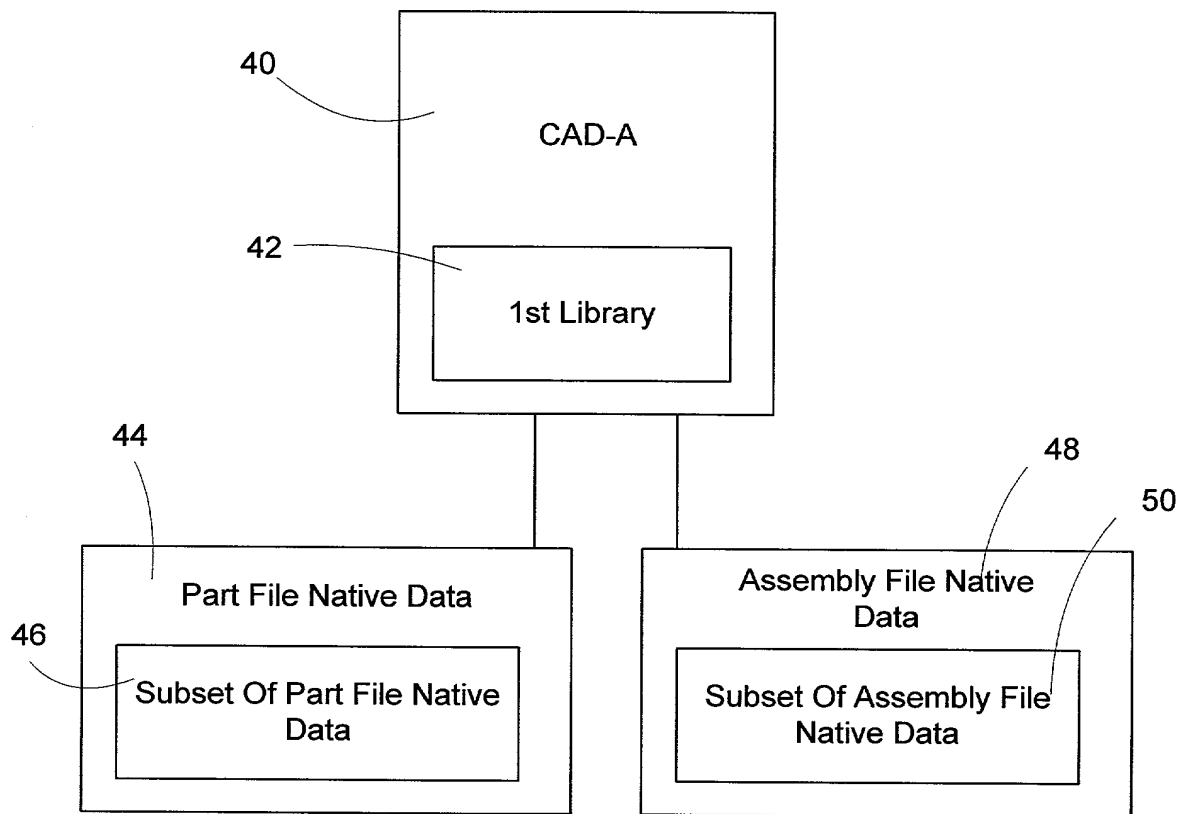 40
CAD-A
42
1st Library
44
48
50
Part File Native Data
Assembly File Native
Data
46
Subset Of Part File Native
Data
Subset Of Assembly File
Native Data